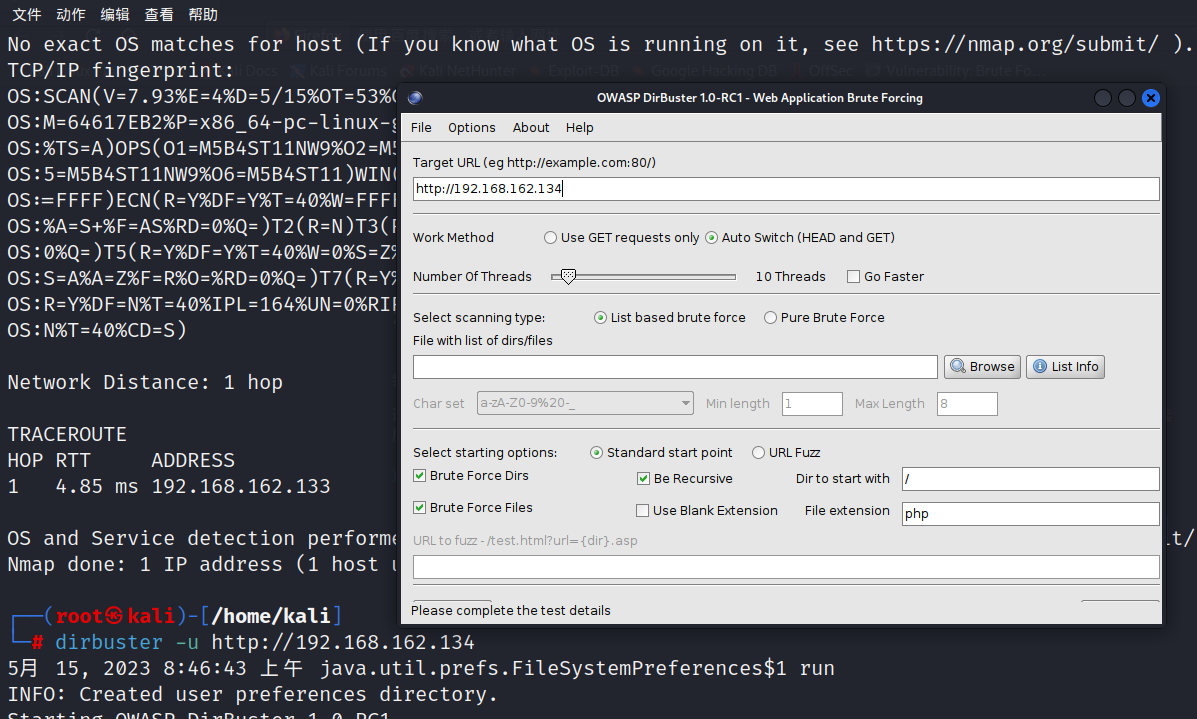 文件 动作 编辑 查看 帮助
No exact OS matches for host (If you know what OS is running on it, see https://nmap.org/submit/ ).
TCP/IP fingerprint:
OS:SCAN(V=7.93%E=4%D=5/15%OT=53%
OS:M=64617EB2%P=x86_64-pc-linux-g
OS:%TS=A)OPS(O1=M5B4ST11NW9%O2=M5
OS:5=M5B4ST11NW9%O6=M5B4ST11)WIN(
OS:=FFFF)ECN(R=Y%DF=Y%T=40%W=FFFF
OS:%A=S+%F=AS%RD=0%Q=)T2(R=N)T3(R
OS:0%Q=)T5(R=Y%DF=Y%T=40%W=0%S=Z%
OS:S=A%A=Z%F=R%O=%RD=0%Q=)T7(R=Y%
OS:R=Y%DF=N%T=40%IPL=164%UN=0%RIP
OS:N%T=40%CD=S)
Network Distance: 1 hop
TRACEROUTE
HOP RTT ADDRESS
1 4.85 ms 192.168.162.133
OS and Service detection performe
it/
Nmap done: 1 IP address (1 host u
┌──(root㉿kali)-[/home/kali]
└─# dirbuster -u http://192.168.162.134
5月 15, 2023 8:46:43 上午 java.util.prefs.FileSystemPreferences$1 run
INFO: Created user preferences directory.
Starting OWASP DirBuster 1.0-RC1
OWASP DirBuster 1.0-RC1 - Web Application Brute Forcing
File Options About Help
Target URL (eg http://example.com:80/)
http://192.168.162.134
Work Method Use GET requests only Auto Switch (HEAD and GET)
Number Of Threads 10 Threads Go Faster
Select scanning type: List based brute force Pure Brute Force
File with list of dirs/files
Browse List Info
Char set a-zA-Z0-9%20-_ Min length 1 Max Length 8
Select starting options: Standard start point URL Fuzz
Brute Force Dirs Be Recursive Dir to start with /
Brute Force Files Use Blank Extension File extension php
URL to fuzz - /test.html?url={dir}.asp
Please complete the test details